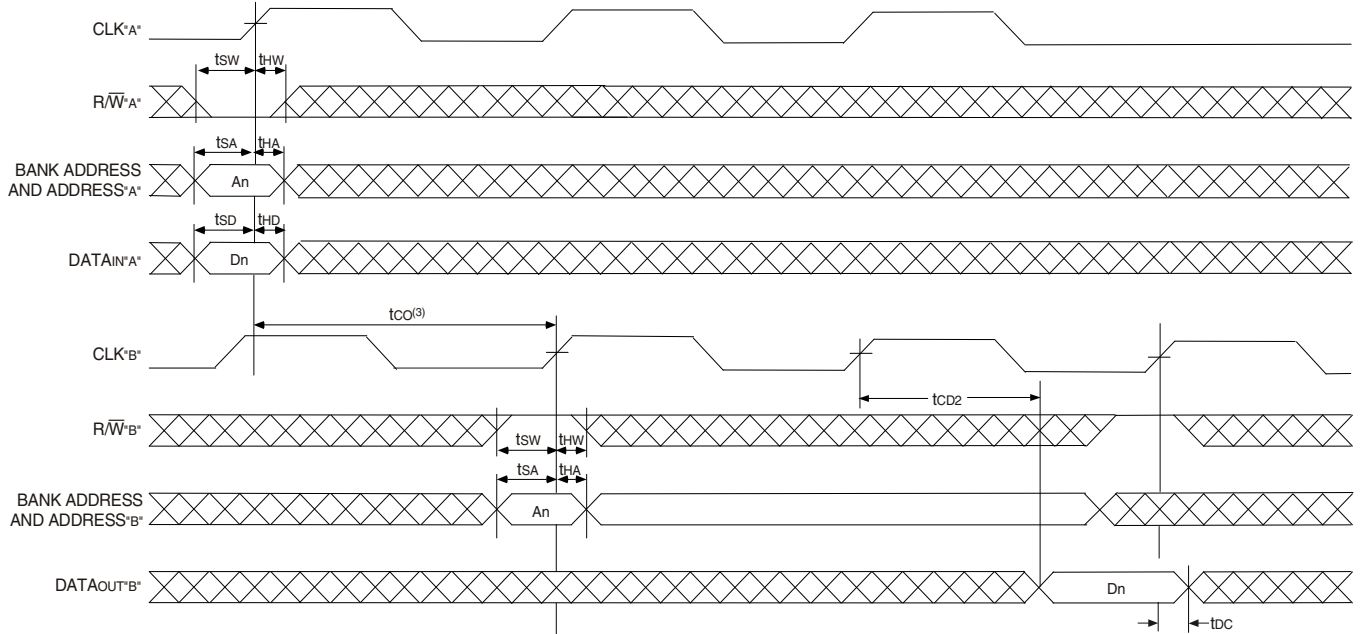 CLK"A"
tSW tHW
R/W̅"A"
tSA tHA
BANK ADDRESS
AND ADDRESS"A"
An
tSD tHD
DATAIN"A"
Dn
tCO(3)
CLK"B"
tCD2
R/W̅"B"
tSW tHW
tSA tHA
BANK ADDRESS
AND ADDRESS"B"
An
DATAOUT"B"
Dn
tDC